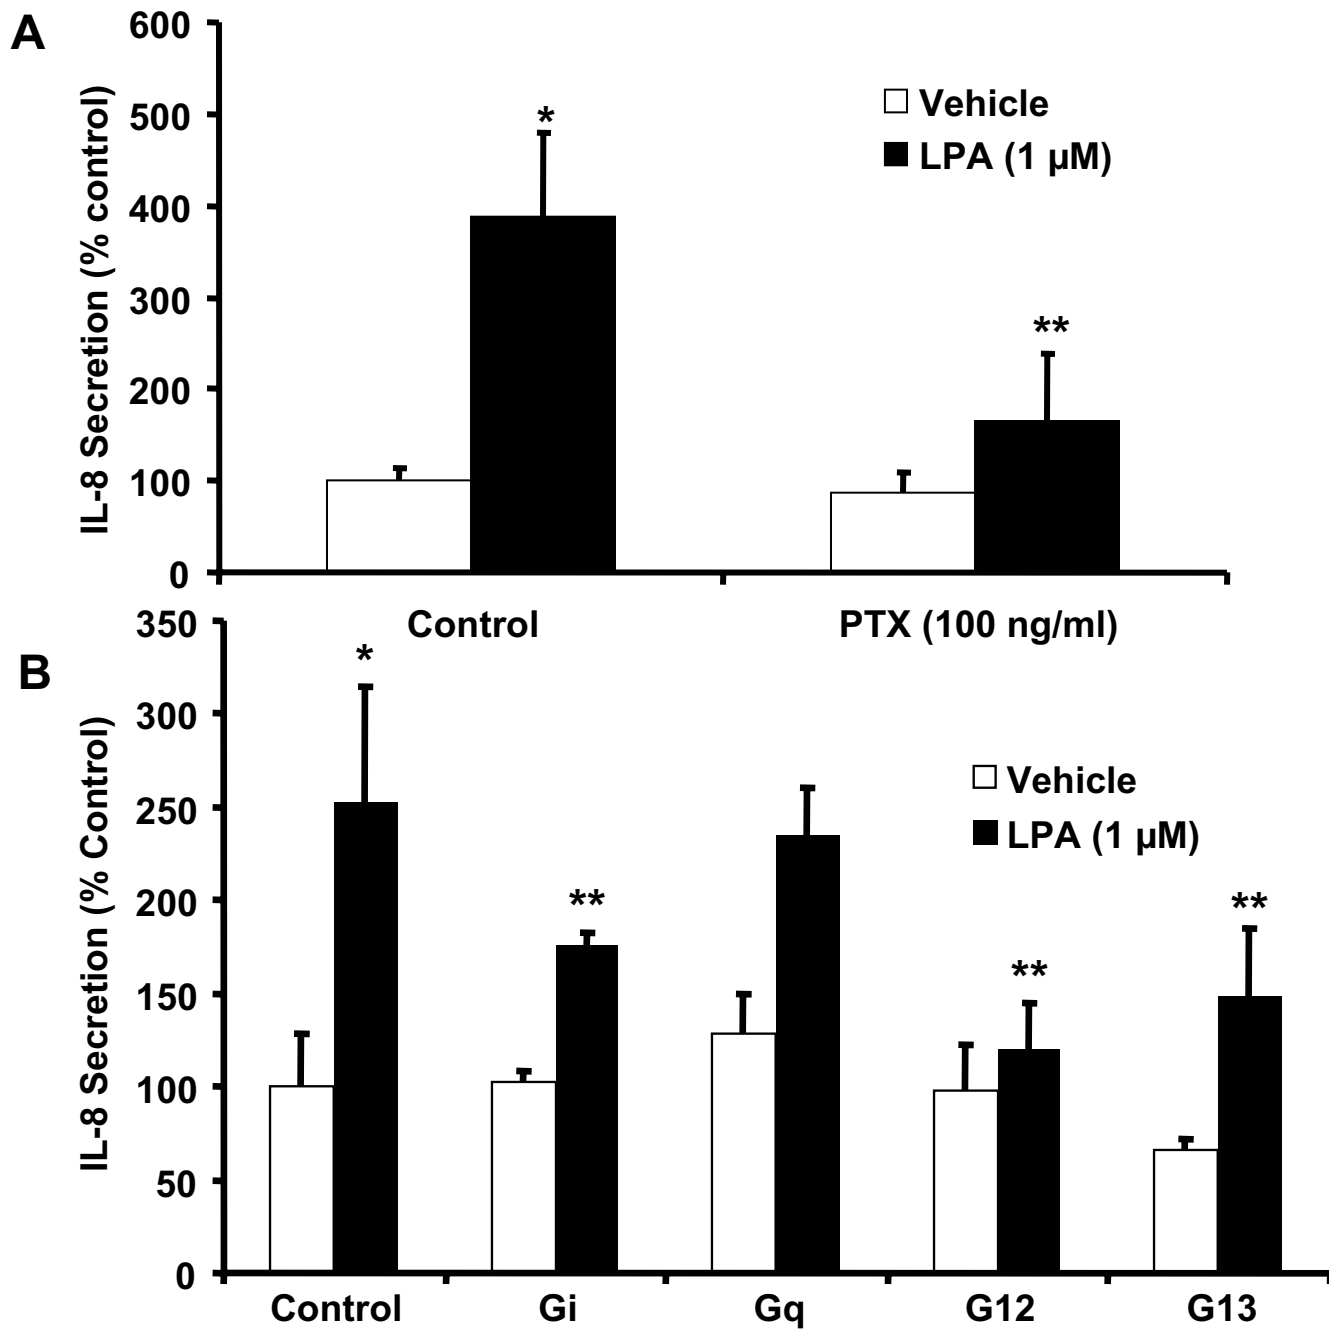 A
IL-8 Secretion (% control)
600
500
400
300
200
100
0
Vehicle
LPA (1 µM)
*
**
Control
PTX (100 ng/ml)
B
IL-8 Secretion (% Control)
350
300
250
200
150
100
50
0
Vehicle
LPA (1 µM)
*
**
**
**
Control
Gi
Gq
G12
G13